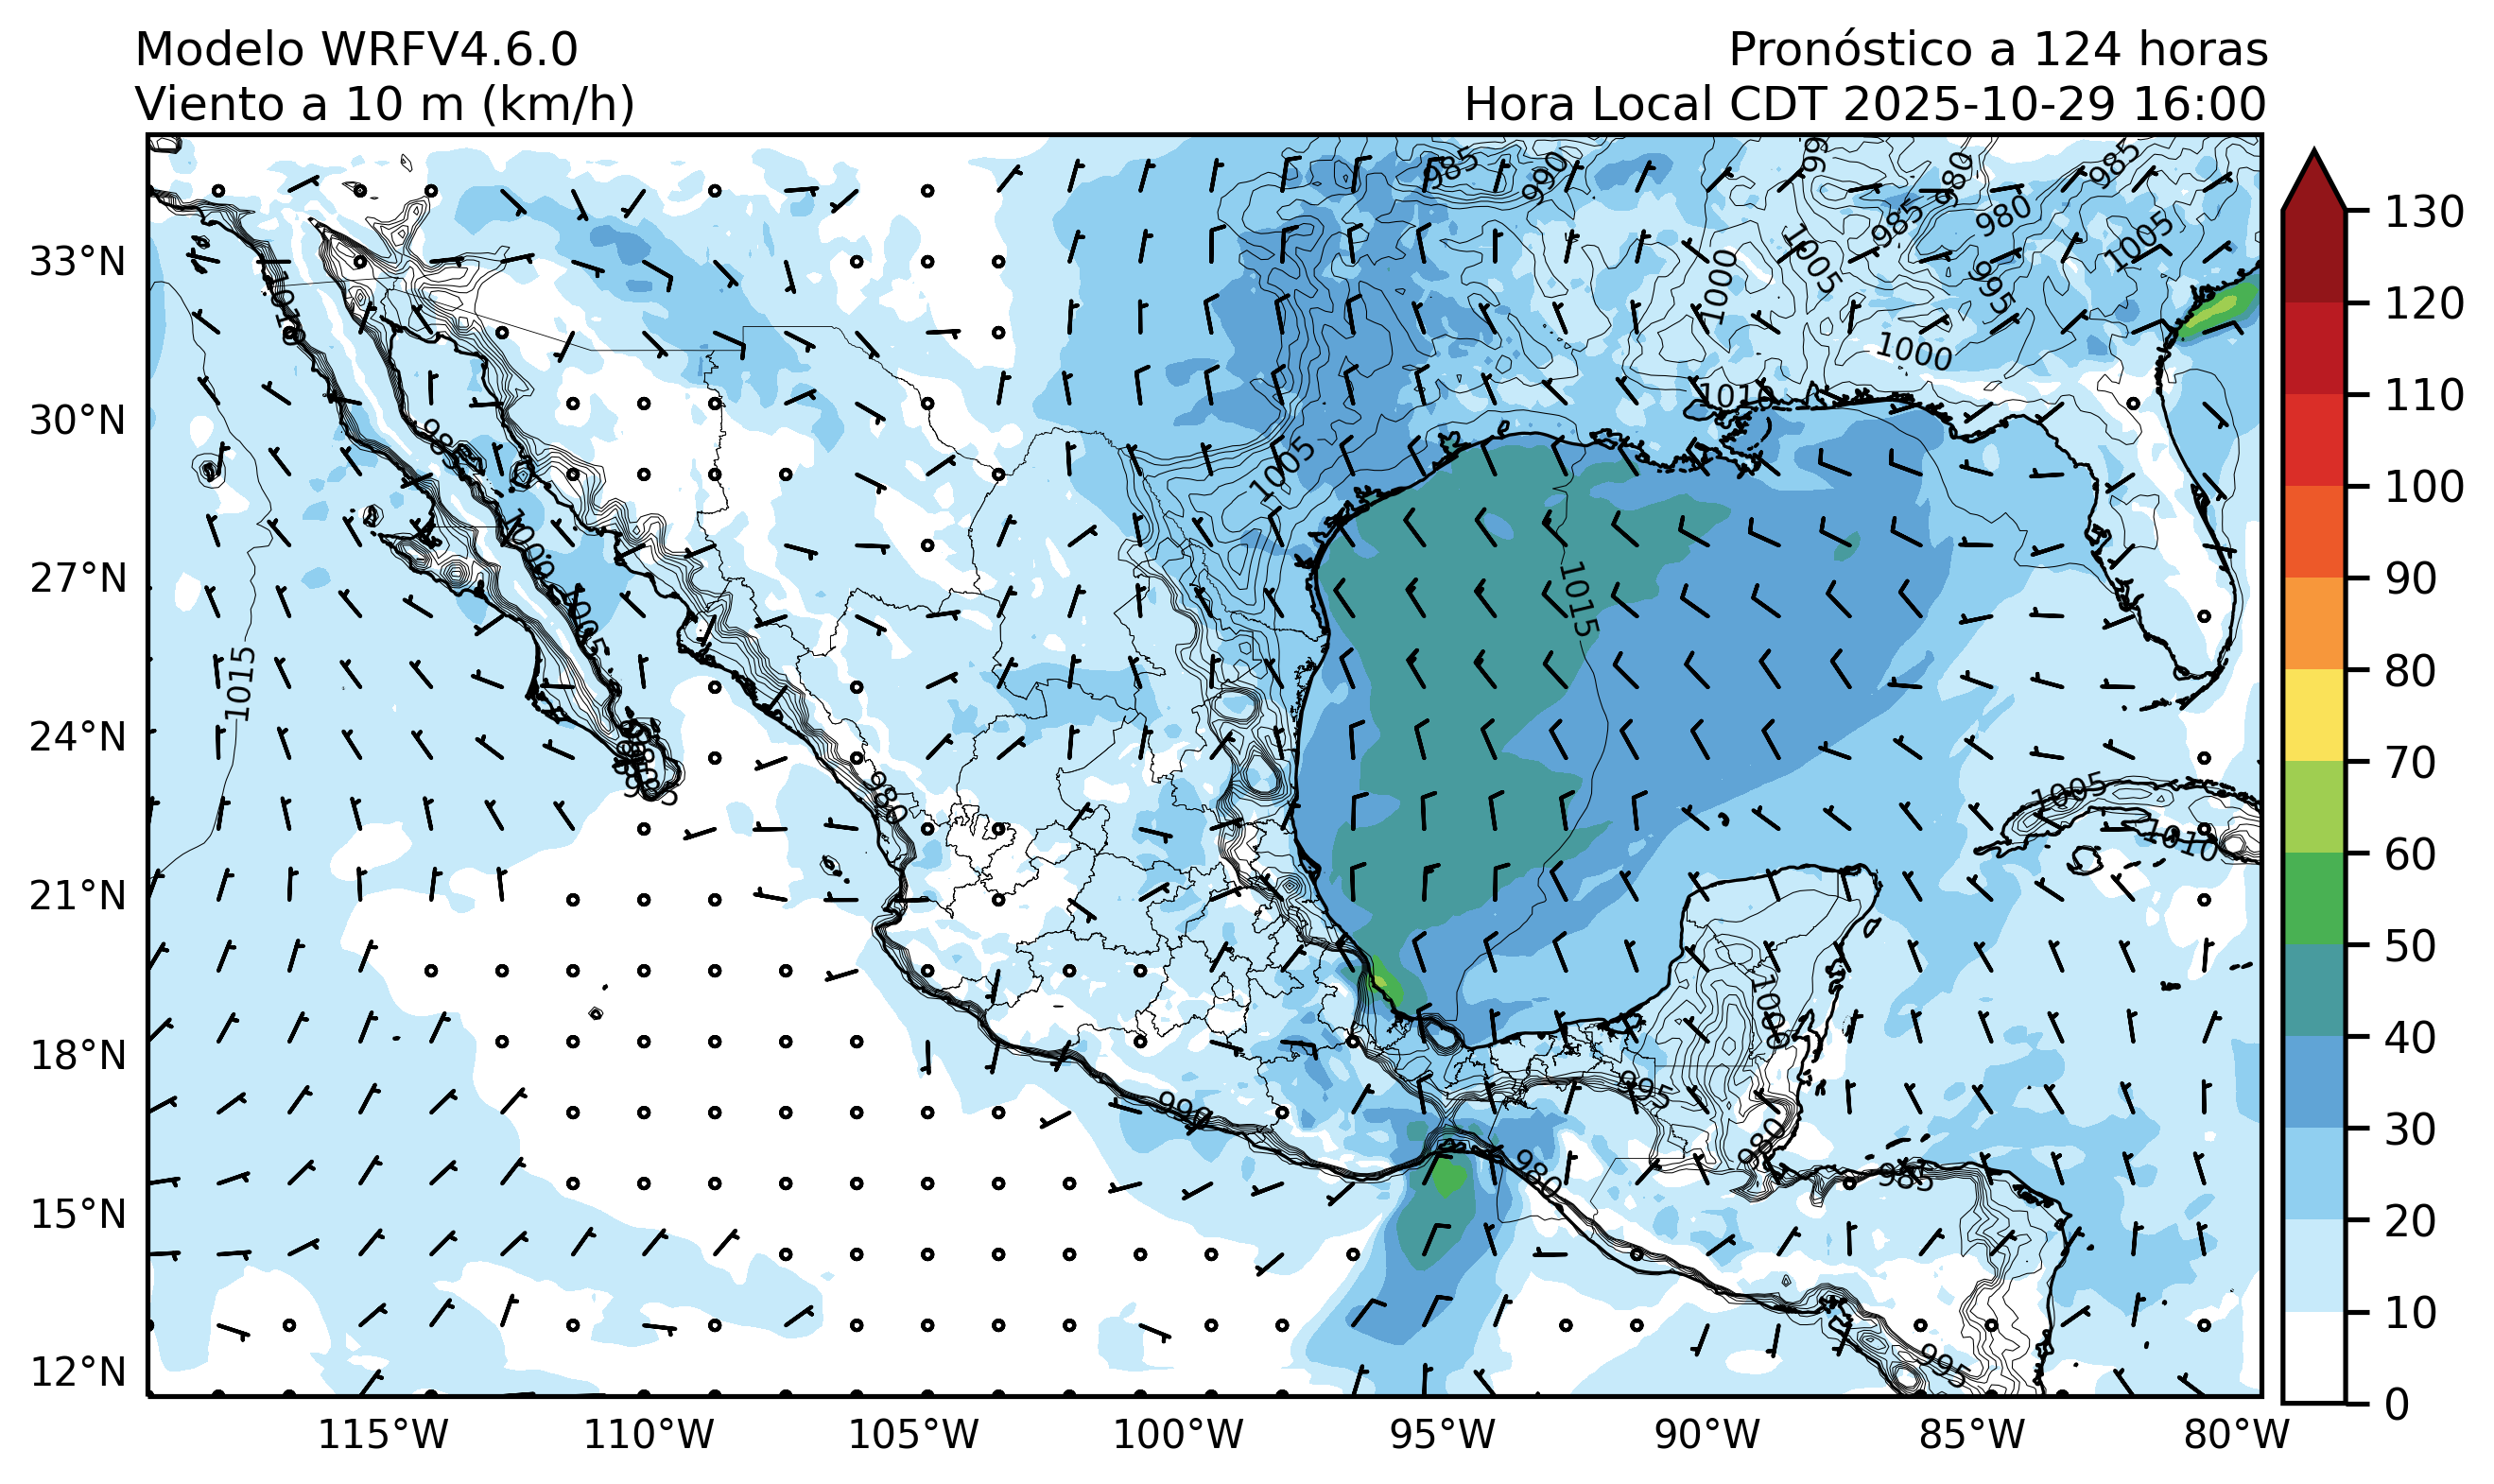 Modelo WRFV4.6.0
Viento a 10 m (km/h)
Pronóstico a 124 horas
Hora Local CDT 2025-10-29 16:00
33°N
30°N
27°N
24°N
21°N
18°N
15°N
12°N
115°W
110°W
105°W
100°W
95°W
90°W
85°W
80°W
130
120
110
100
90
80
70
60
50
40
30
20
10
0
985
990
980
985
985
980
1005
1005
995
1000
1000
1010
1010
1005
985
1000
1005
1015
1015
980
1005
1010
1000
995
990
980
980
985
995